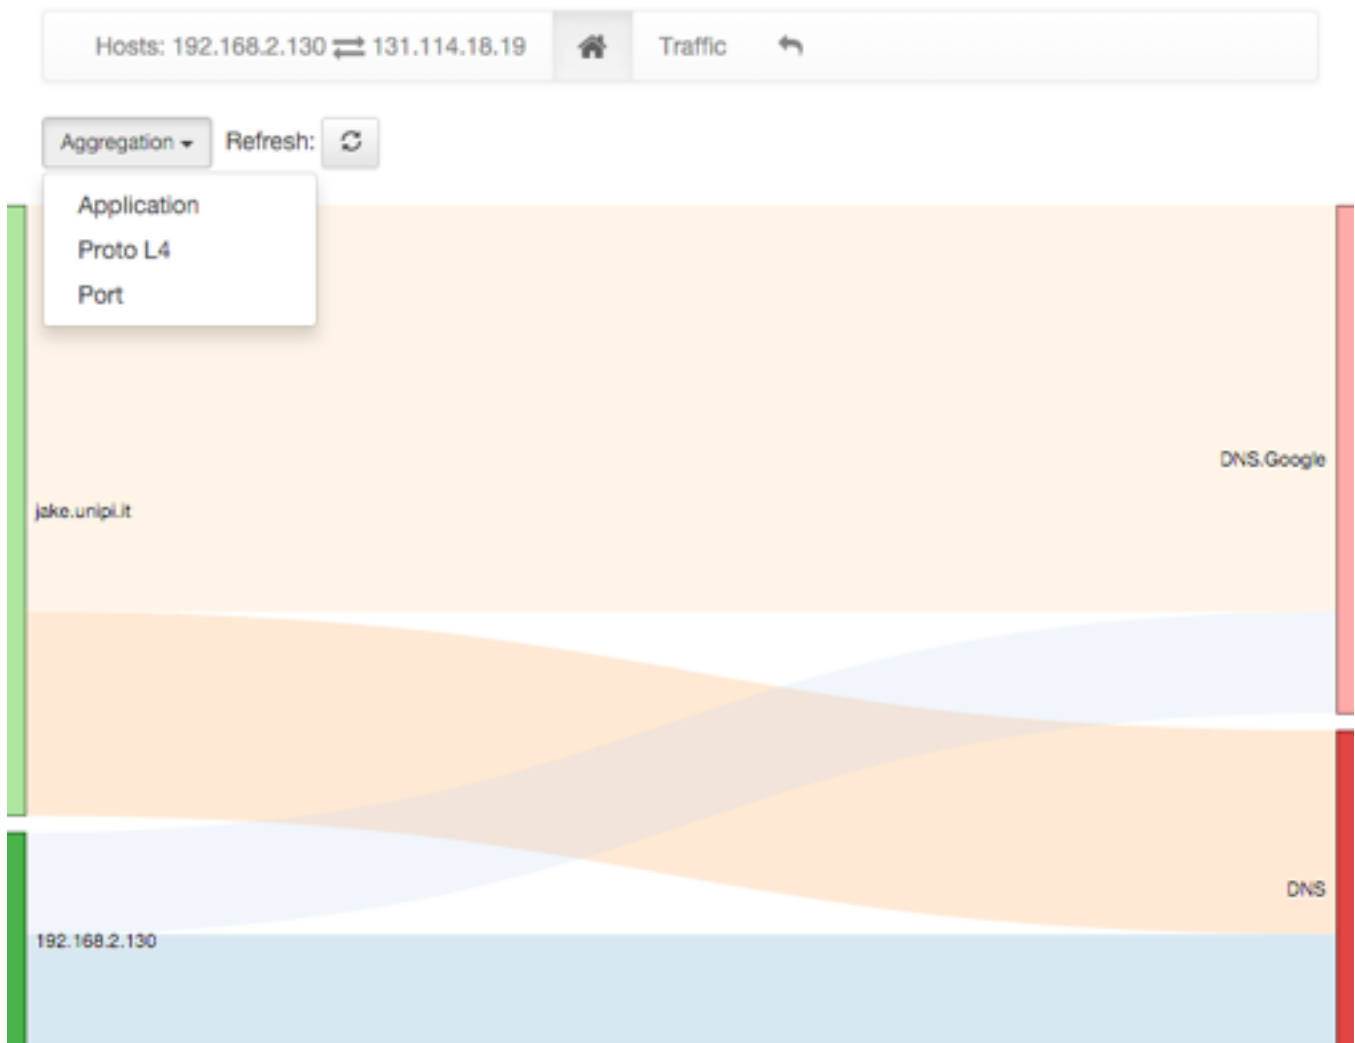 Hosts: 192.168.2.130 131.114.18.19 Traffic
Aggregation Refresh:
Application
Proto L4
Port
DNS.Google
jake.unipi.it
DNS
192.168.2.130